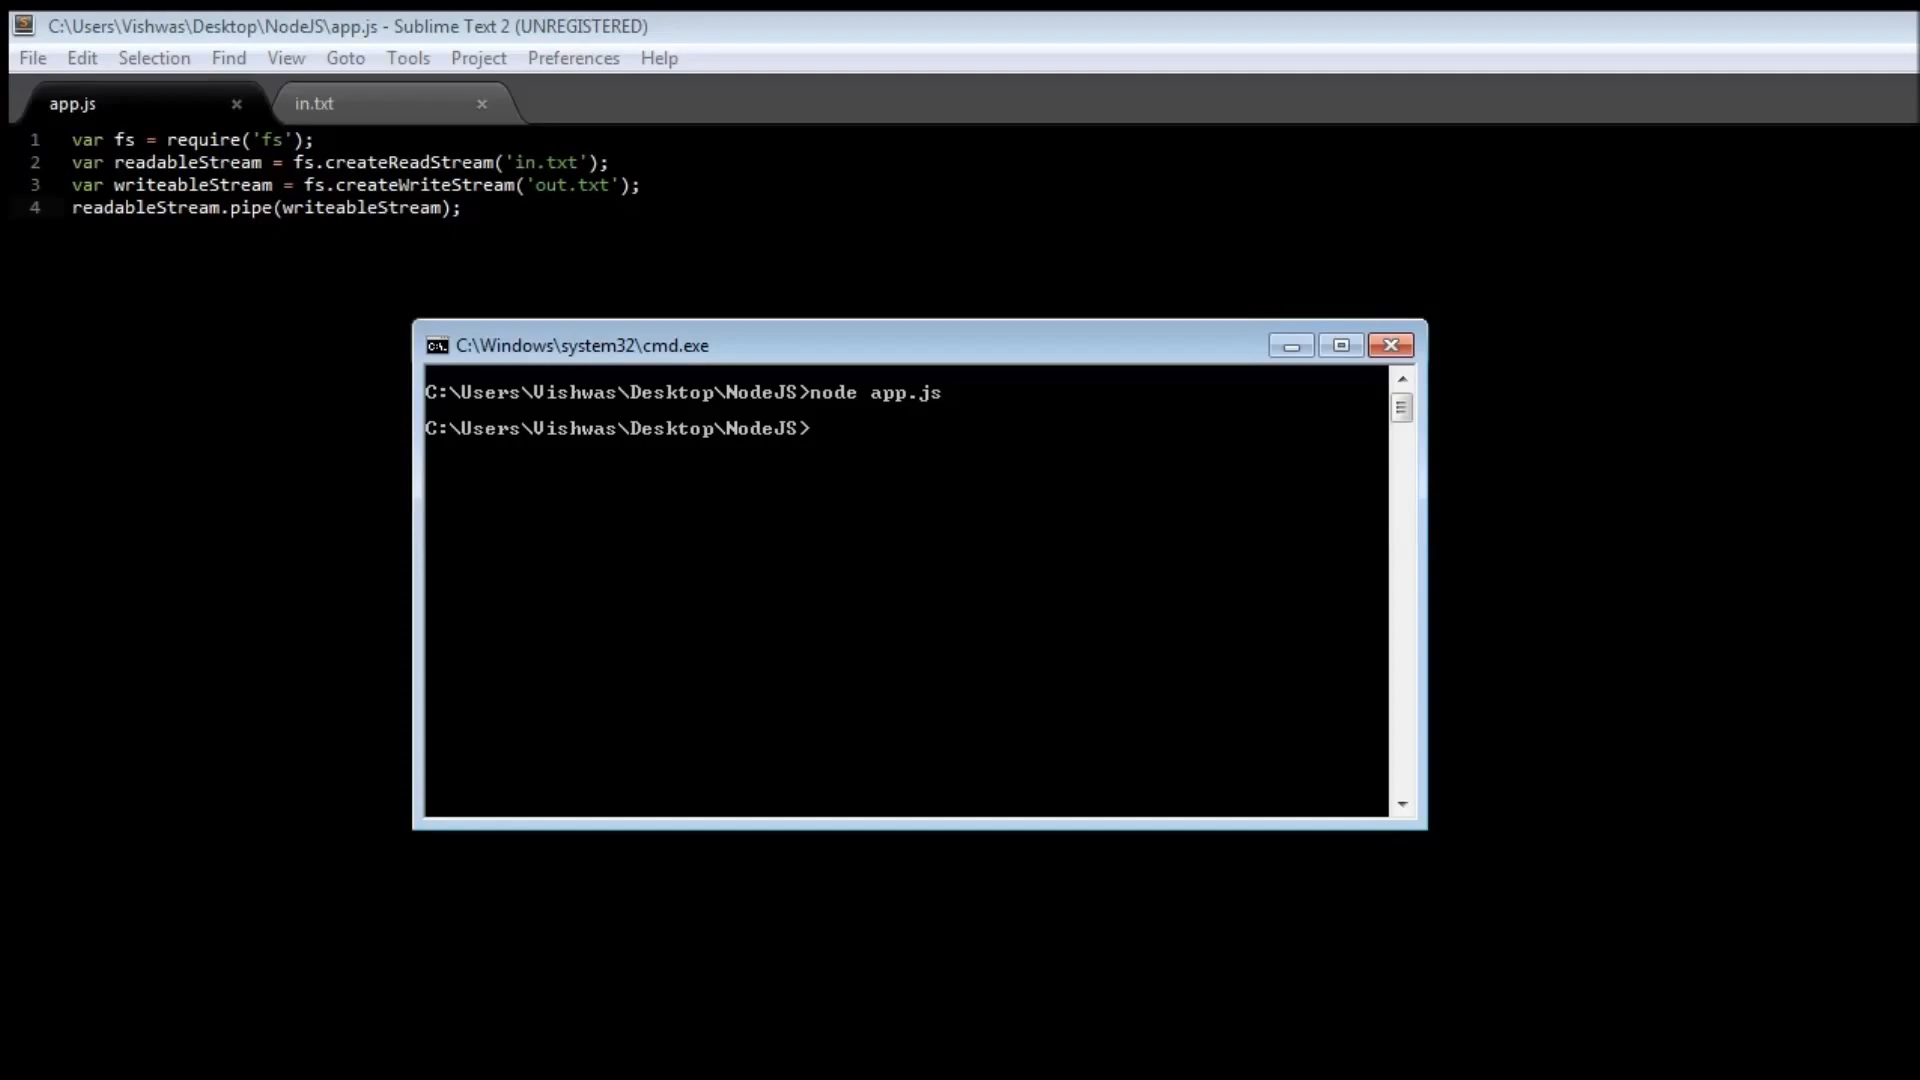 C:\Users\Vishwas\Desktop\NodeJS\app.js - Sublime Text 2 (UNREGISTERED)
File Edit Selection Find View Goto Tools Project Preferences Help
app.js in.txt
1 var fs = require('fs');
2 var readableStream = fs.createReadStream('in.txt');
3 var writeableStream = fs.createWriteStream('out.txt');
4 readableStream.pipe(writeableStream);
C:\Windows\system32\cmd.exe
C:\Users\Vishwas\Desktop\NodeJS>node app.js
C:\Users\Vishwas\Desktop\NodeJS>